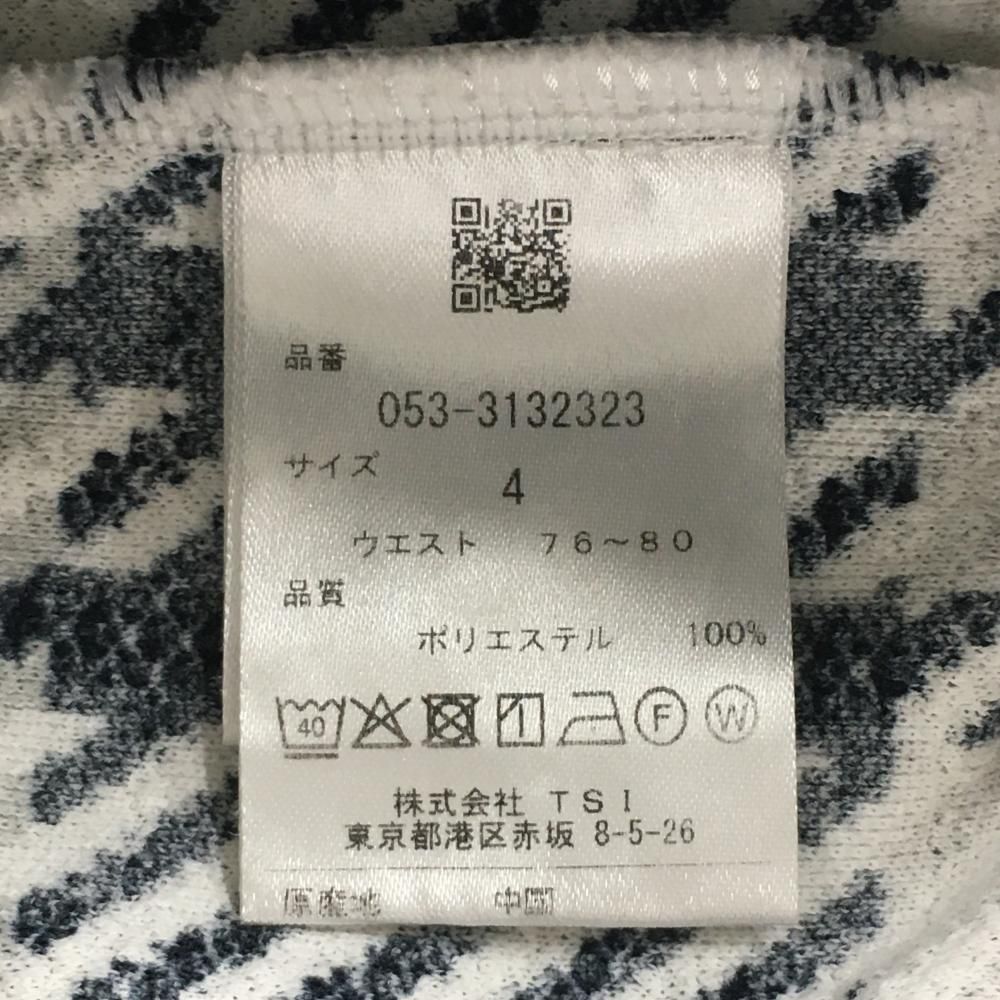 品番
053-3132323
サイズ 4
ウエスト 76~80
品質
ポリエステル 100%
40 F W
株式会社 TSI
東京都港区赤坂 8-5-26
原産地 中国